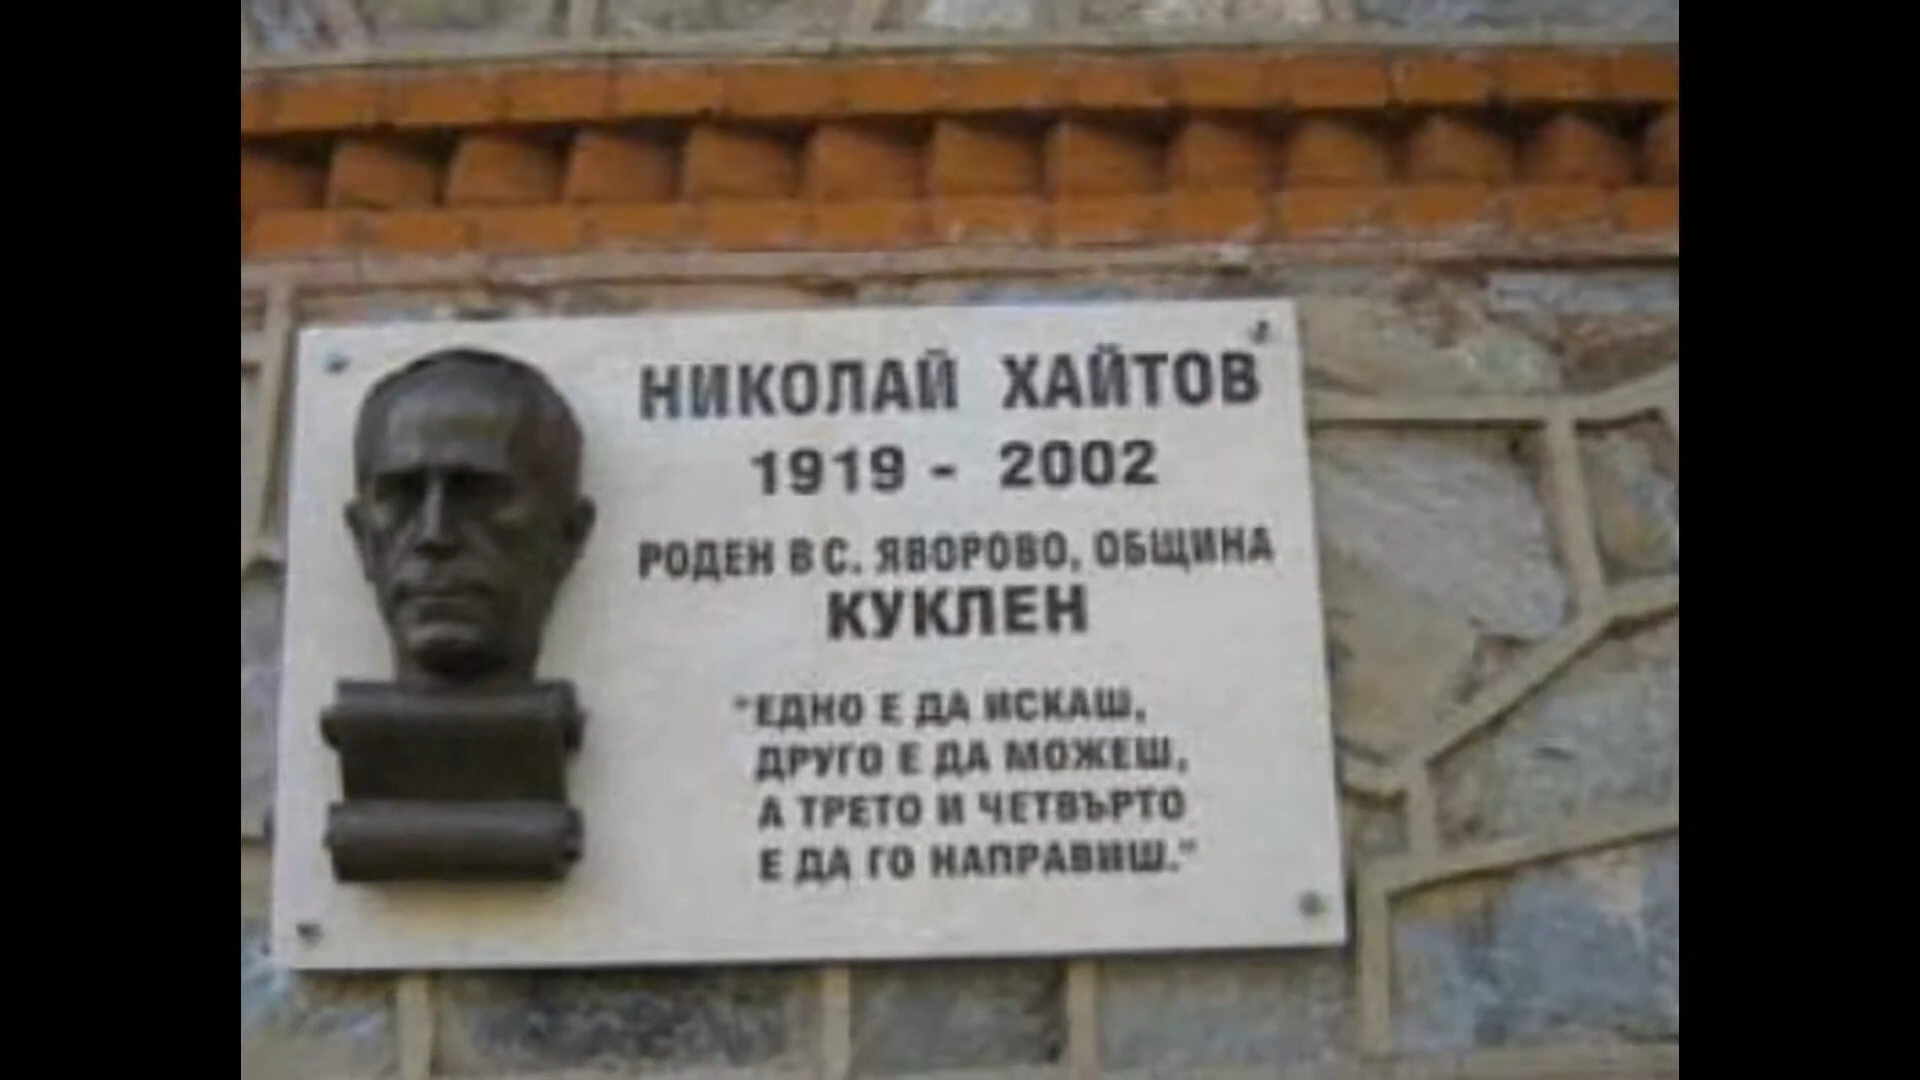 НИКОЛАЙ ХАЙТОВ
1919 - 2002
РОДЕН В С. ЯВОРОВО, ОБЩИНА
КУКЛЕН
"ЕДНО Е ДА ИСКАШ,
ДРУГО Е ДА МОЖЕШ,
А ТРЕТО И ЧЕТВЪРТО
Е ДА ГО НАПРАВИШ."